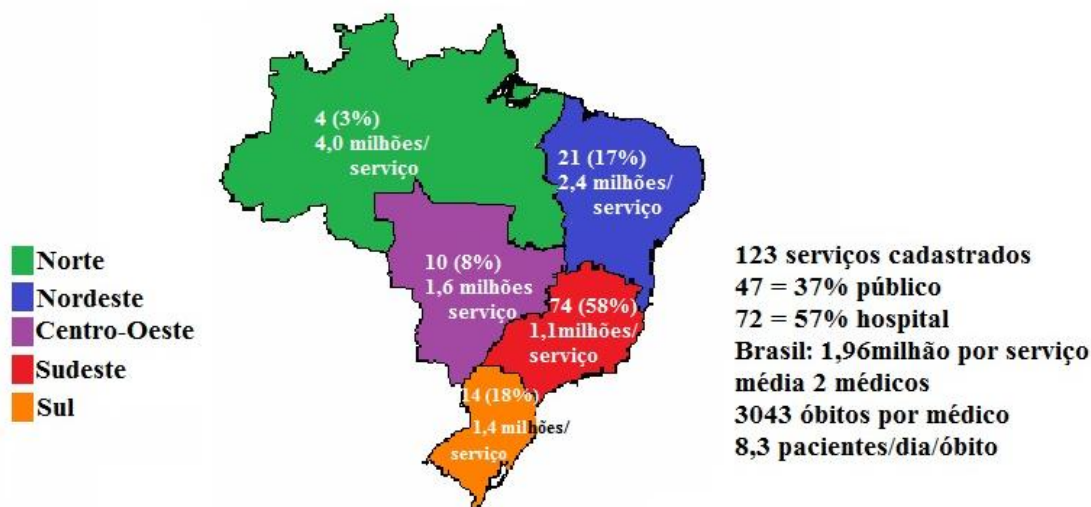 4 (3%)
4,0 milhões/
serviço
21 (17%)
2,4 milhões/
serviço
10 (8%)
1,6 milhões
serviço
74 (58%)
1,1milhões/
serviço
14 (18%)
1,4 milhões/
serviço
Norte
Nordeste
Centro-Oeste
Sudeste
Sul
123 serviços cadastrados
47 = 37% público
72 = 57% hospital
Brasil: 1,96milhão por serviço
média 2 médicos
3043 óbitos por médico
8,3 pacientes/dia/óbito